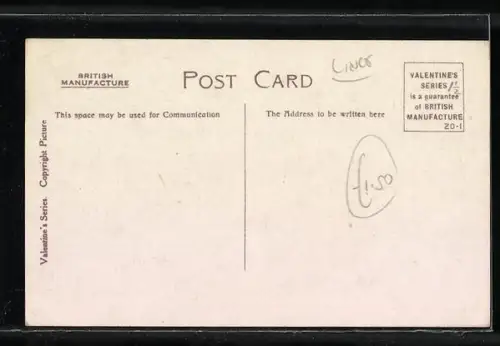 LINCS
BRITISH
MANUFACTURE
POST CARD
VALENTINE'S
SERIES
is a guarantee
of BRITISH
MANUFACTURE
20-1
This space may be used for Communication
The Address to be written here
Valentine's Series. Copyright Picture
£1.50